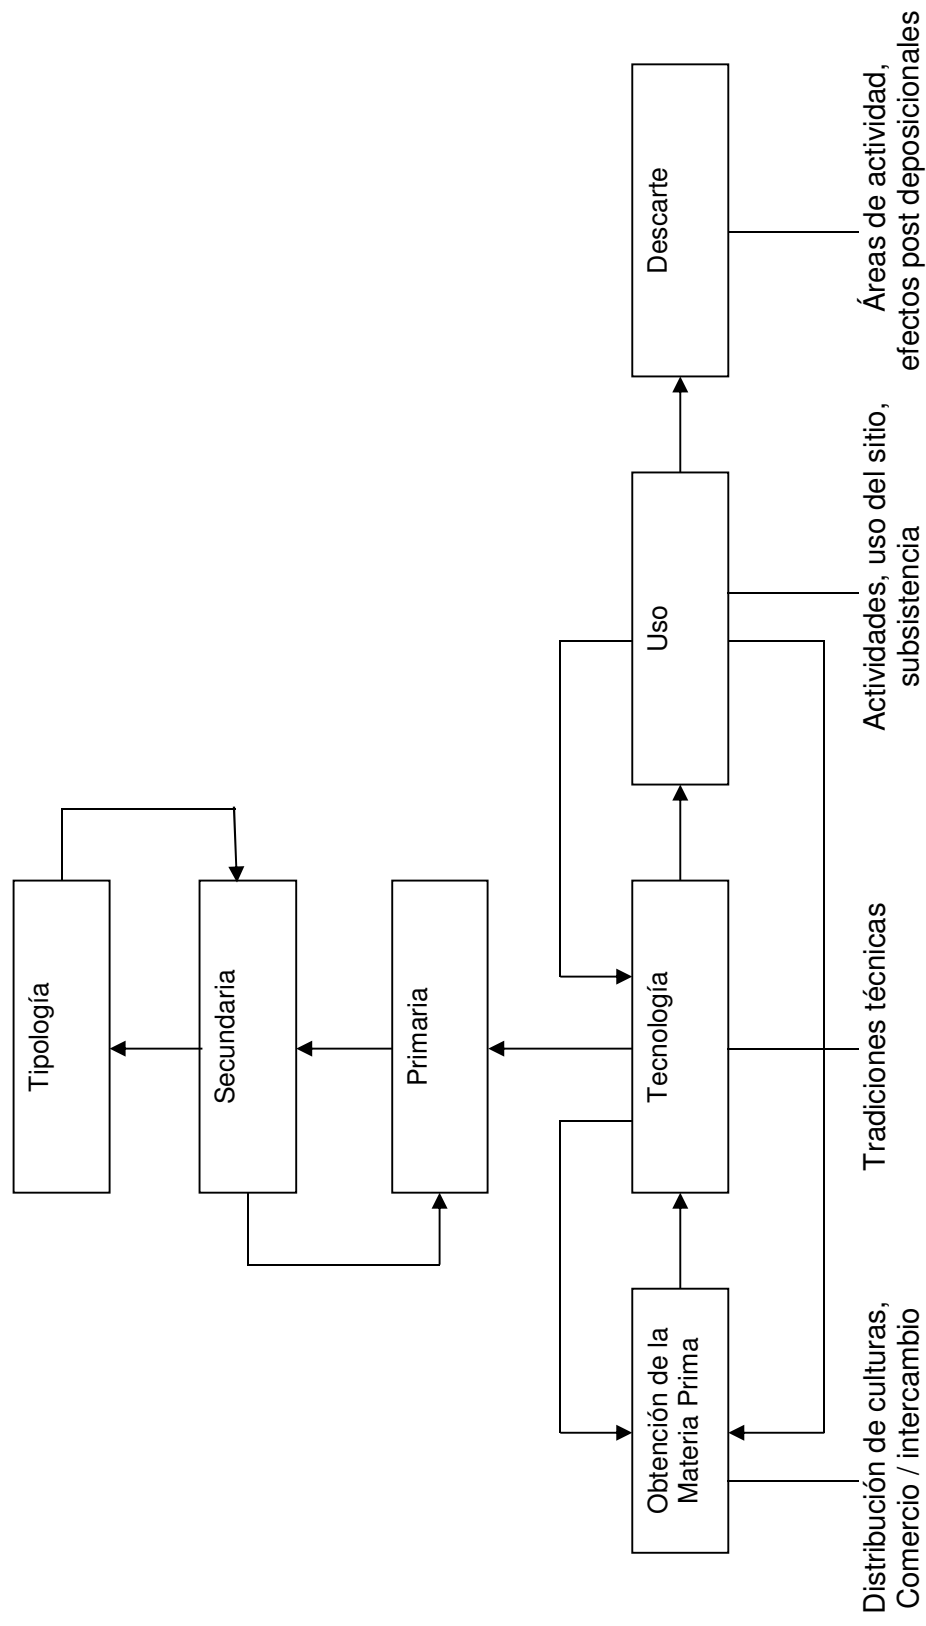 Tipología
Secundaria
Primaria
Obtención de la
Materia Prima
Tecnología
Uso
Descarte
Distribución de culturas,
Comercio / intercambio
Tradiciones técnicas
Actividades, uso del sitio,
subsistencia
Áreas de actividad,
efectos post deposicionales